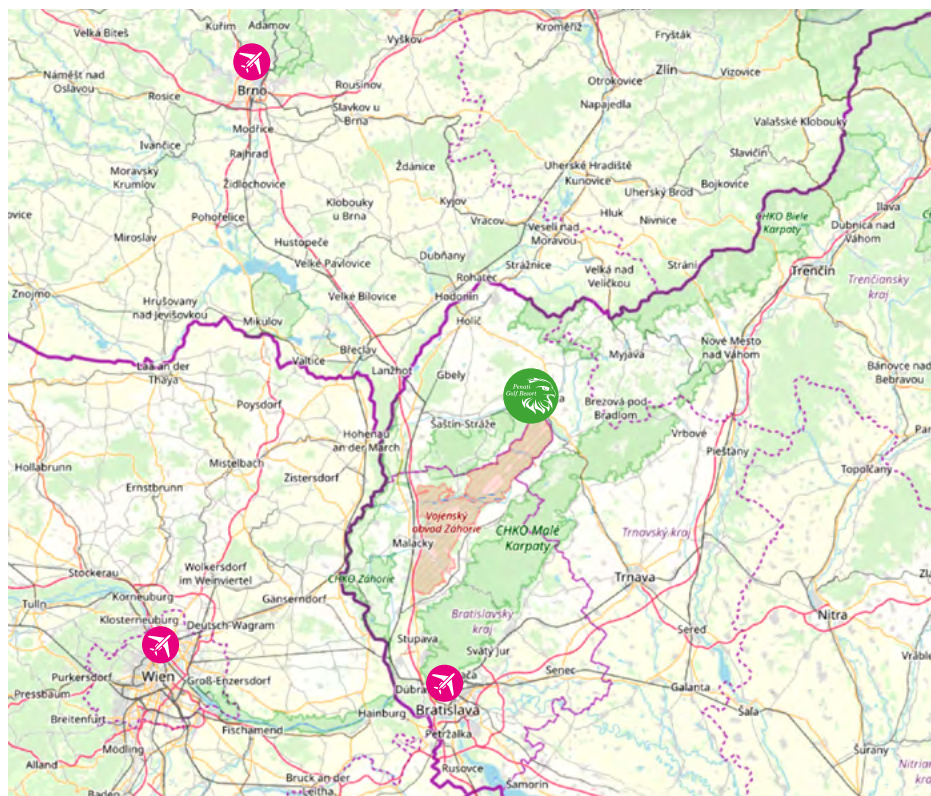 Kuřim
Adamov
Velká Bíteš
Vyškov
Kroměříž
Fryšták
Zlín
Vizovice
Náměšť nad
Oslavou
Rosice
Brno
Rousínov
Slavkov u
Brna
Otrokovice
Napajedla
Valašské Klobouky
Modřice
Ivančice
Rajhrad
Ždánice
Slavičín
Moravský
Krumlov
Židlochovice
Uherské Hradiště
Kunovice
Bojkovice
Uherský Brod
Klobouky
u Brna
Kyjov
Vracov
Hluk
Nivnice
Ilava
ovice
Pohořelice
Veselí nad
Moravou
CHKO Biele
Karpaty
Dubnica nad
Váhom
Miroslav
Hustopeče
Dubňany
Velké Pavlovice
Strážnice
Strání
Trenčín
Rohatec
Velká nad
Veličkou
Trenčiansky
kraj
Znojmo
Hrušovany
nad Jevišovkou
Velké Bílovice
Hodonín
Holíč
Mikulov
Břeclav
Valtice
Myjava
Nové Mesto
nad Váhom
Laa an der
Thaya
Lanžhot
Gbely
Bánovce nad
Bebravou
Penati
Golf Resort
a
Brezová pod
Bradlom
Poysdorf
Šaštín-Stráže
Vrbové
Hohenau
an der March
Piešťany
Hollabrunn
Mistelbach
Zistersdorf
Topoľčany
Ernstbrunn
Vojenský
obvod Záhorie
CHKO Malé
Karpaty
Trnavský kraj
Malacky
Stockerau
Wolkersdorf
im Weinviertel
CHKO Záhorie
Trnava
Korneuburg
Tulln
Gänserndorf
Klosterneuburg
Deutsch-Wagram
Bratislavský
kraj
Nitra
Stupava
Sereď
Svätý Jur
Purkersdorf
Wien
Groß-Enzersdorf
Senec
Pressbaum
Dúbra
ača
Galanta
Vráble
Breitenfurt
Hainburg
Bratislava
Šaľa
Fischamend
Petržalka
Mödling
Alland
Šurany
Rusovce
Bruck an der
Leitha
Šamorín
Baden